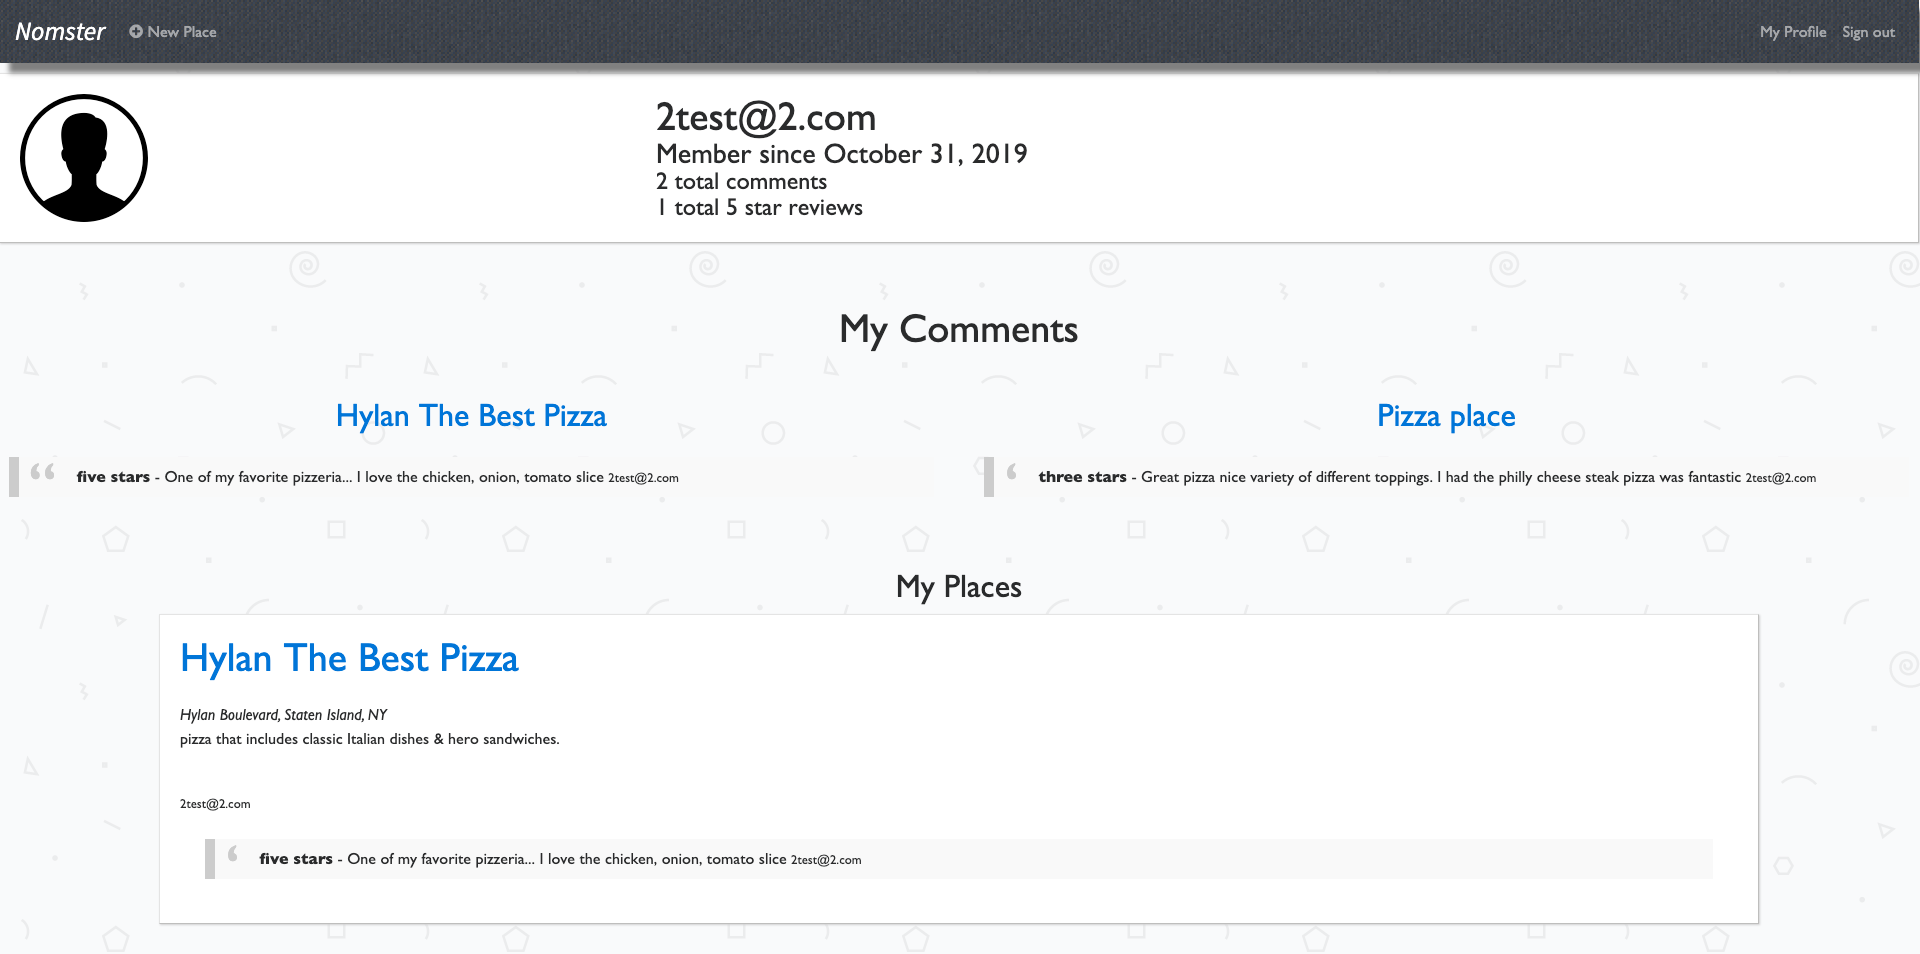 Nomster New Place My Profile Sign out
2test@2.com
Member since October 31, 2019
2 total comments
1 total 5 star reviews
My Comments
Hylan The Best Pizza
“ five stars - One of my favorite pizzeria... I love the chicken, onion, tomato slice 2test@2.com
Pizza place
‘ three stars - Great pizza nice variety of different toppings. I had the philly cheese steak pizza was fantastic 2test@2.com
My Places
Hylan The Best Pizza
Hylan Boulevard, Staten Island, NY
pizza that includes classic Italian dishes & hero sandwiches.
2test@2.com
‘ five stars - One of my favorite pizzeria... I love the chicken, onion, tomato slice 2test@2.com